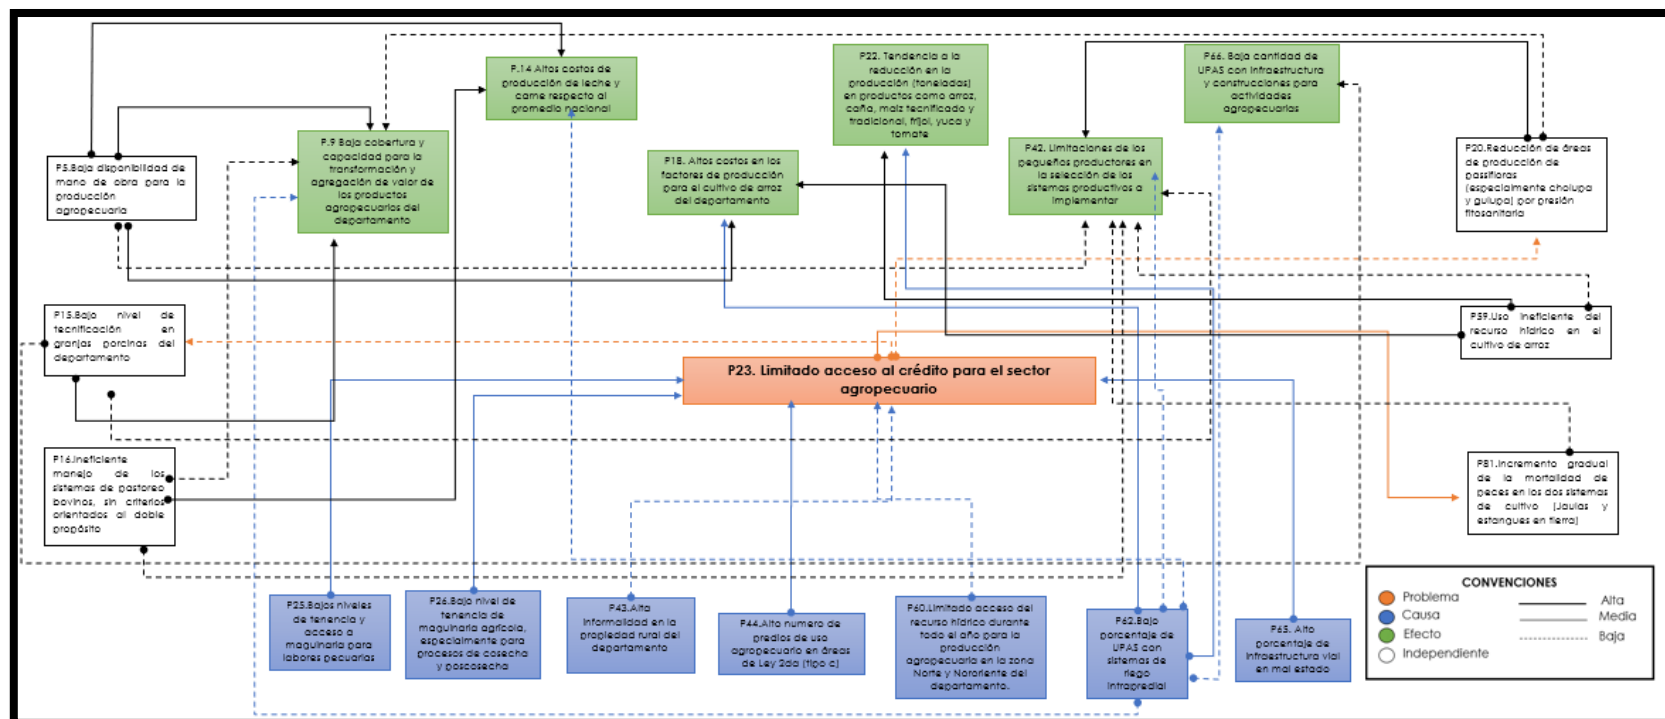 P.14 Altos costos de
producción de leche y
carne respecto al
promedio nacional
P22. Tendencia a la
reducción en la
producción (toneladas)
en productos como arroz,
caña, maíz tecnificado y
tradicional, frijol, yuca y
tomate
P66. Baja cantidad de
UPAS con infraestructura
y construcciones para
actividades
agropecuarias
P5.Baja disponibilidad de
mano de obra para la
producción
agropecuaria
P.9 Baja cobertura y
capacidad para la
transformación y
agregación de valor de
los productos
agropecuarios del
departamento
P18. Altos costos en los
factores de producción
para el cultivo de arroz
del departamento
P42. Limitaciones de los
pequeños productores en
la selección de los
sistemas productivos a
implementar
P20.Reducción de áreas
de producción de
passifloras
(especialmente cholupa
y gulupa) por presión
fitosanitaria
P15.Bajo nivel de
tecnificación en
granjas porcinas del
departamento
P59.Uso ineficiente del
recurso hídrico en el
cultivo de arroz
P23. Limitado acceso al crédito para el sector
agropecuario
P16.Ineficiente
manejo de los
sistemas de pastoreo
bovinos, sin criterios
orientados al doble
propósito
P81.Incremento gradual
de la mortalidad de
peces en los dos sistemas
de cultivo (Jaulas y
estanques en tierra)
P25.Bajos niveles
de tenencia y
acceso a
maquinaria para
labores pecuarias
P26.Bajo nivel de
tenencia de
maquinaria agrícola,
especialmente para
procesos de cosecha
y poscosecha
P43.Alta
informalidad en la
propiedad rural del
departamento
P44.Alto numero de
predios de uso
agropecuario en áreas
de Ley 2da (tipo c)
P60.Limitado acceso del
recurso hídrico durante
todo el año para la
producción
agropecuaria en la zona
Norte y Nororiente del
departamento.
P62.Bajo
porcentaje de
UPAS con
sistemas de
riego
intrapredial
P65. Alto
porcentaje de
infraestructura vial
en mal estado
CONVENCIONES
Problema
Causa
Efecto
Independiente
Alta
Media
Baja